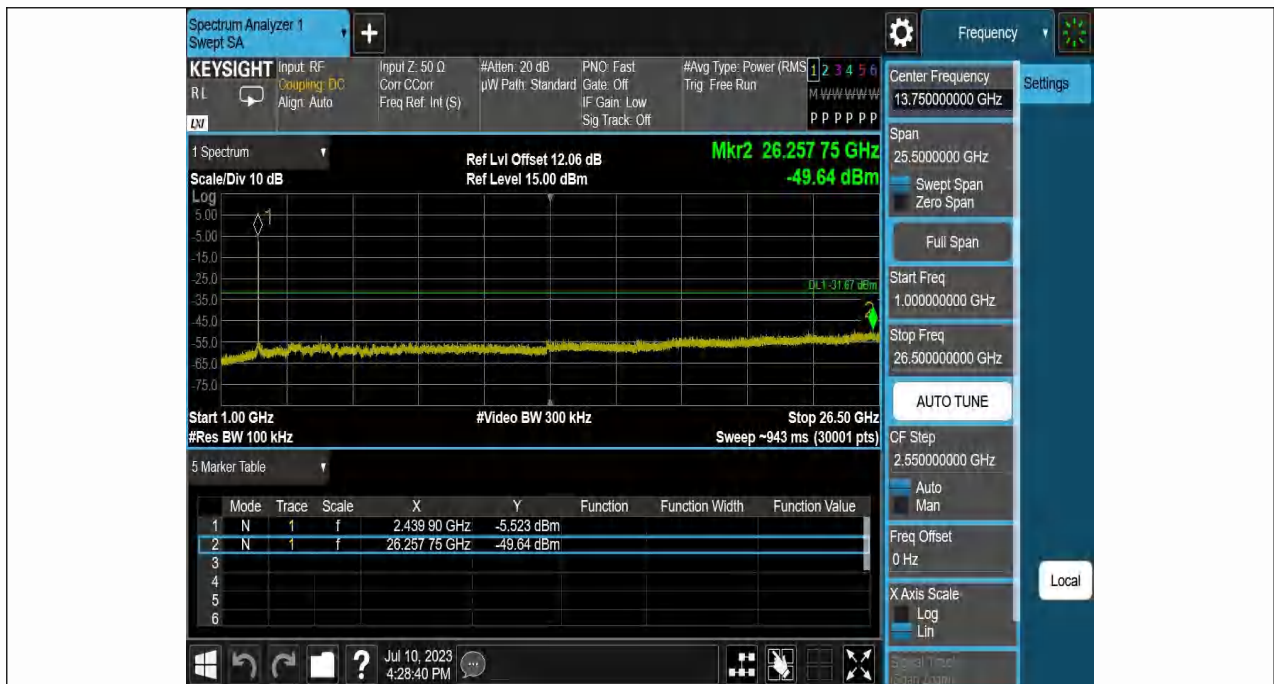 Spectrum Analyzer 1
Swept SA
+
Frequency
KEYSIGHT
RL
LXI
Input: RF
Coupling: DC
Align: Auto
Input Z: 50 Ω
Corr CCorr
Freq Ref: Int (S)
#Atten: 20 dB
µW Path: Standard
PNO: Fast
Gate: Off
IF Gain: Low
Sig Track: Off
#Avg Type: Power (RMS
Trig: Free Run
1 2 3 4 5 6
M W W W W W
P P P P P P
Center Frequency
13.750000000 GHz
Settings
Span
25.5000000 GHz
Swept Span
Zero Span
Full Span
Start Freq
1.000000000 GHz
Stop Freq
26.500000000 GHz
AUTO TUNE
CF Step
2.550000000 GHz
Auto
Man
Freq Offset
0 Hz
X Axis Scale
Log
Lin
Signal Track
(Span Zoom)
Local
1 Spectrum
Scale/Div 10 dB
Ref Lvl Offset 12.06 dB
Ref Level 15.00 dBm
Mkr2 26.257 75 GHz
-49.64 dBm
Log
5.00
-5.00
-15.0
-25.0
-35.0
-45.0
-55.0
-65.0
-75.0
1
DL1 -31.67 dBm
2
Start 1.00 GHz
#Video BW 300 kHz
Stop 26.50 GHz
#Res BW 100 kHz
Sweep ~943 ms (30001 pts)
5 Marker Table
Mode Trace Scale X Y Function Function Width Function Value
1 N 1 f 2.439 90 GHz -5.523 dBm
2 N 1 f 26.257 75 GHz -49.64 dBm
3
4
5
6
?
Jul 10, 2023
4:28:40 PM